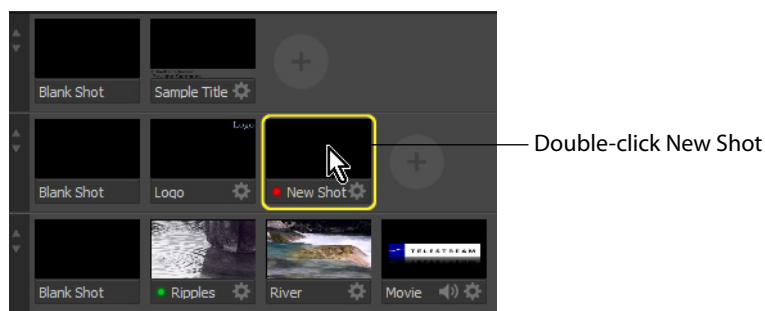 Blank Shot
Sample Title
Double-click New Shot
Logo
Blank Shot
Logo
New Shot
TELESTREAM
Blank Shot
Ripples
River
Movie